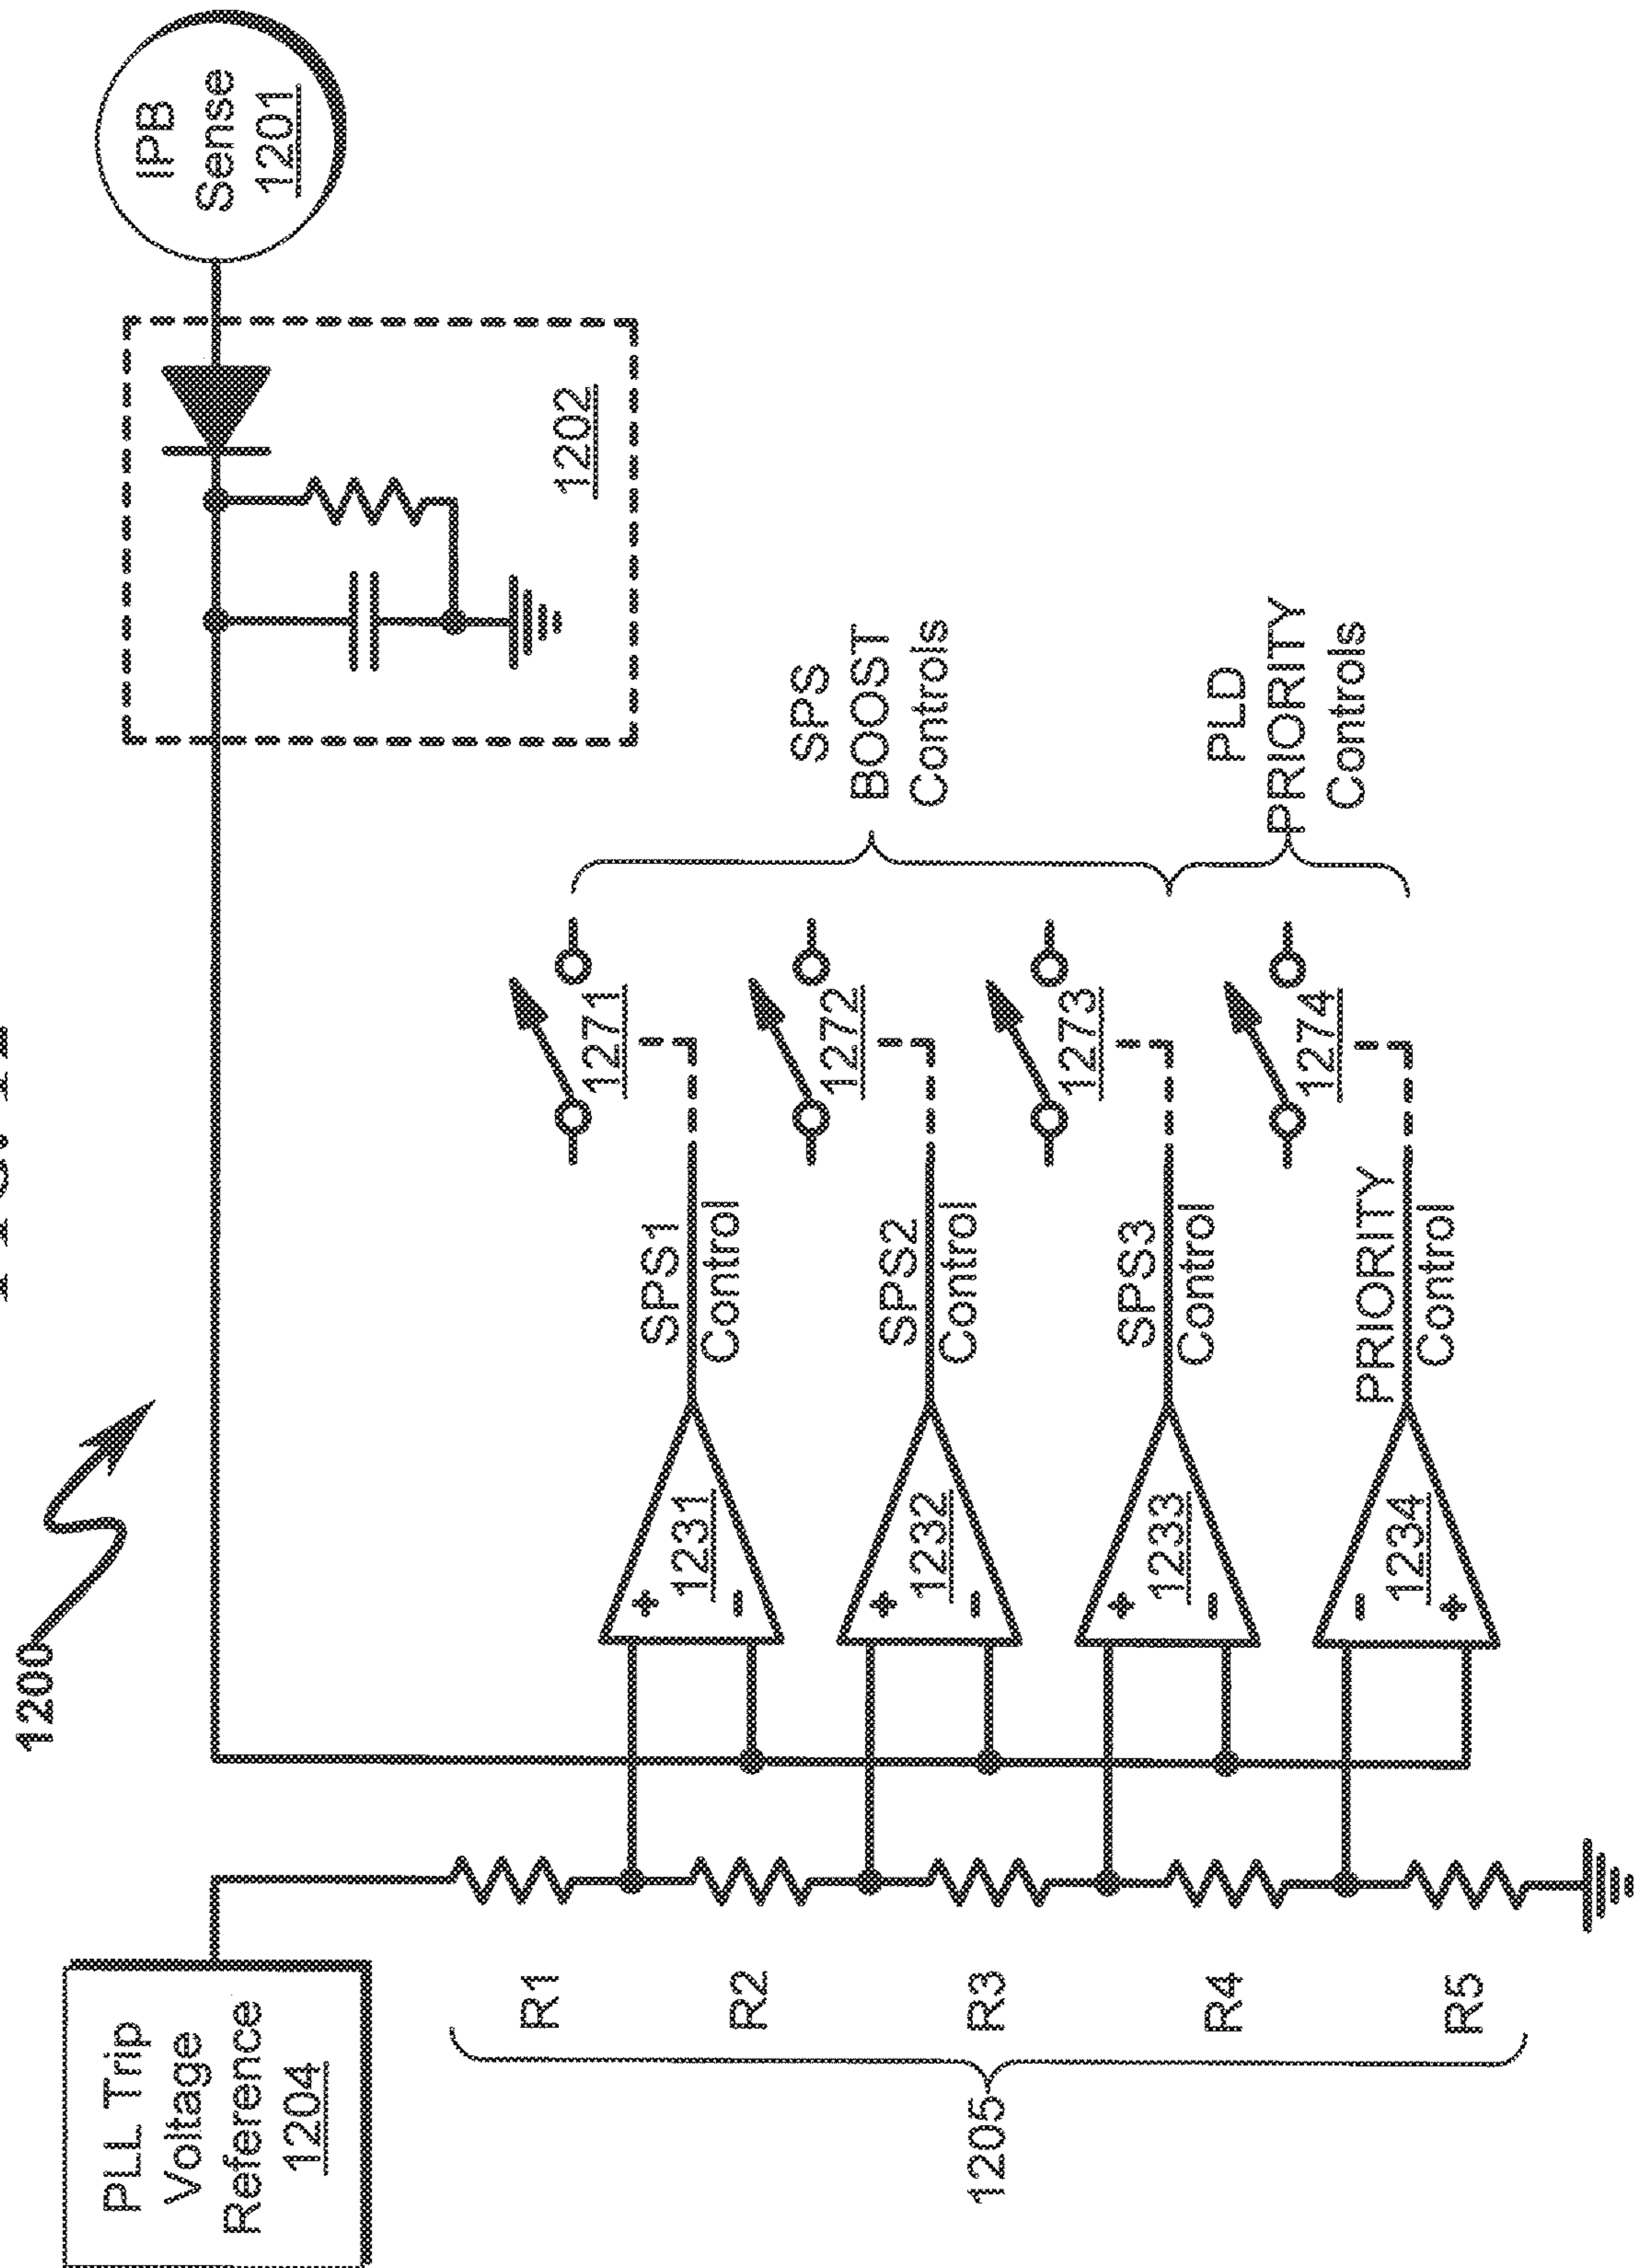 1200
PLL Trip
Voltage
Reference
1204
IPB
Sense
1201
1202
1205
R1
R2
R3
R4
R5
+
1231
-
+
1232
-
+
1233
-
-
1234
+
SPS1
Control
SPS2
Control
SPS3
Control
PRIORITY
Control
1271
1272
1273
1274
SPS
BOOST
Controls
PLD
PRIORITY
Controls